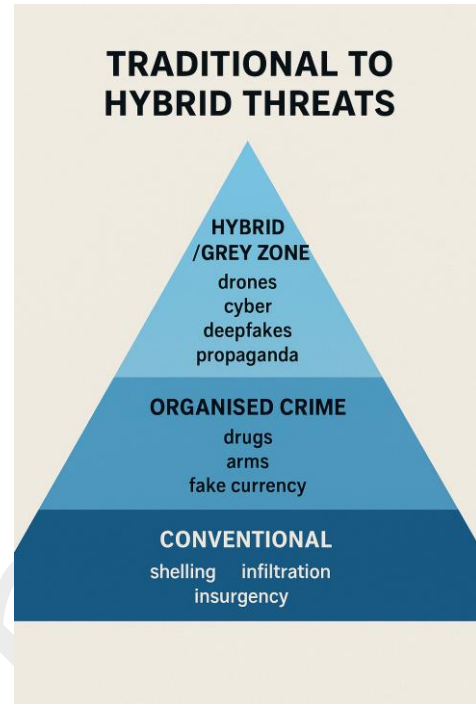 TRADITIONAL TO
HYBRID THREATS
HYBRID
/GREY ZONE
drones
cyber
deepfakes
propaganda
ORGANISED CRIME
drugs
arms
fake currency
CONVENTIONAL
shelling infiltration
insurgency